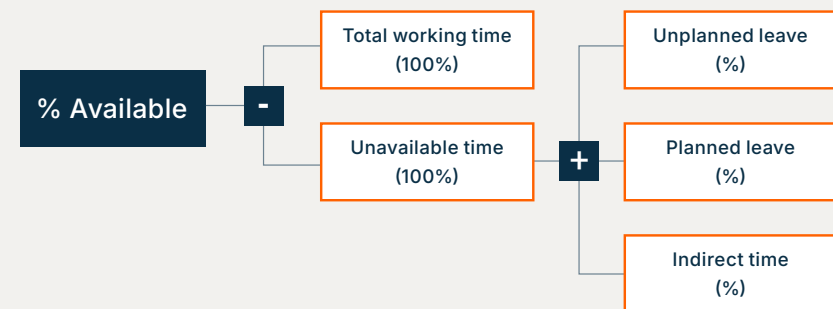 Total working time
(100%)
Unplanned leave
(%)
% Available
-
Unavailable time
(100%)
+
Planned leave
(%)
Indirect time
(%)